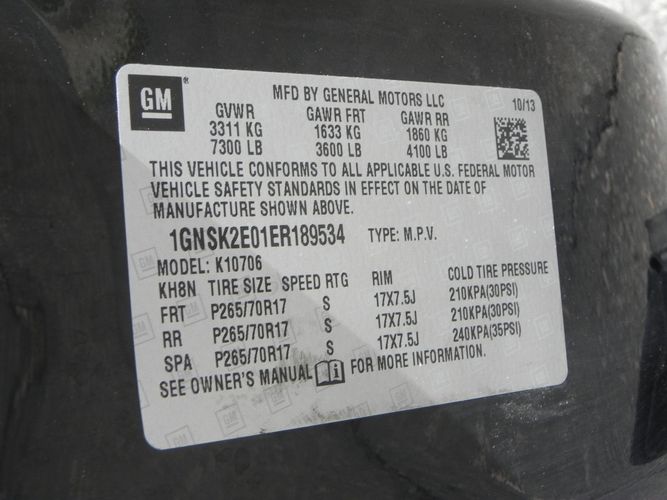 GM
MFD BY GENERAL MOTORS LLC
10/13
GVWR GAWR FRT GAWR RR
3311 KG 1633 KG 1860 KG
7300 LB 3600 LB 4100 LB
THIS VEHICLE CONFORMS TO ALL APPLICABLE U.S. FEDERAL MOTOR
VEHICLE SAFETY STANDARDS IN EFFECT ON THE DATE OF
MANUFACTURE SHOWN ABOVE.
1GNSK2E01ER189534 TYPE: M.P.V.
MODEL: K10706
KH8N TIRE SIZE SPEED RTG RIM COLD TIRE PRESSURE
FRT P265/70R17 S 17X7.5J 210KPA(30PSI)
RR P265/70R17 S 17X7.5J 210KPA(30PSI)
SPA P265/70R17 S 17X7.5J 240KPA(35PSI)
SEE OWNER'S MANUAL i FOR MORE INFORMATION.